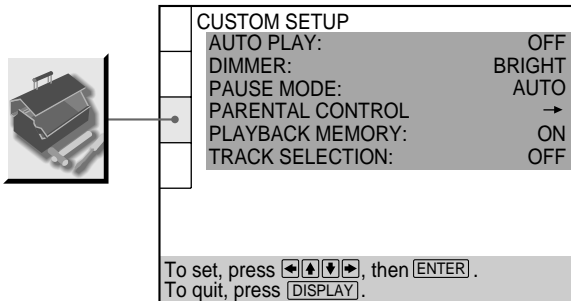 CUSTOM SETUP
AUTO PLAY: OFF
DIMMER: BRIGHT
PAUSE MODE: AUTO
PARENTAL CONTROL →
PLAYBACK MEMORY: ON
TRACK SELECTION: OFF
To set, press ←↑↓→, then ENTER.
To quit, press DISPLAY.